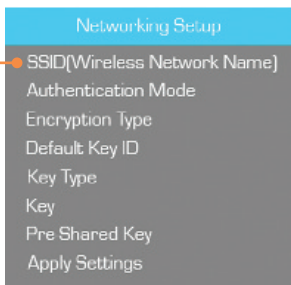 Networking Setup
SSID(Wireless Network Name)
Authentication Mode
Encryption Type
Default Key ID
Key Type
Key
Pre Shared Key
Apply Settings